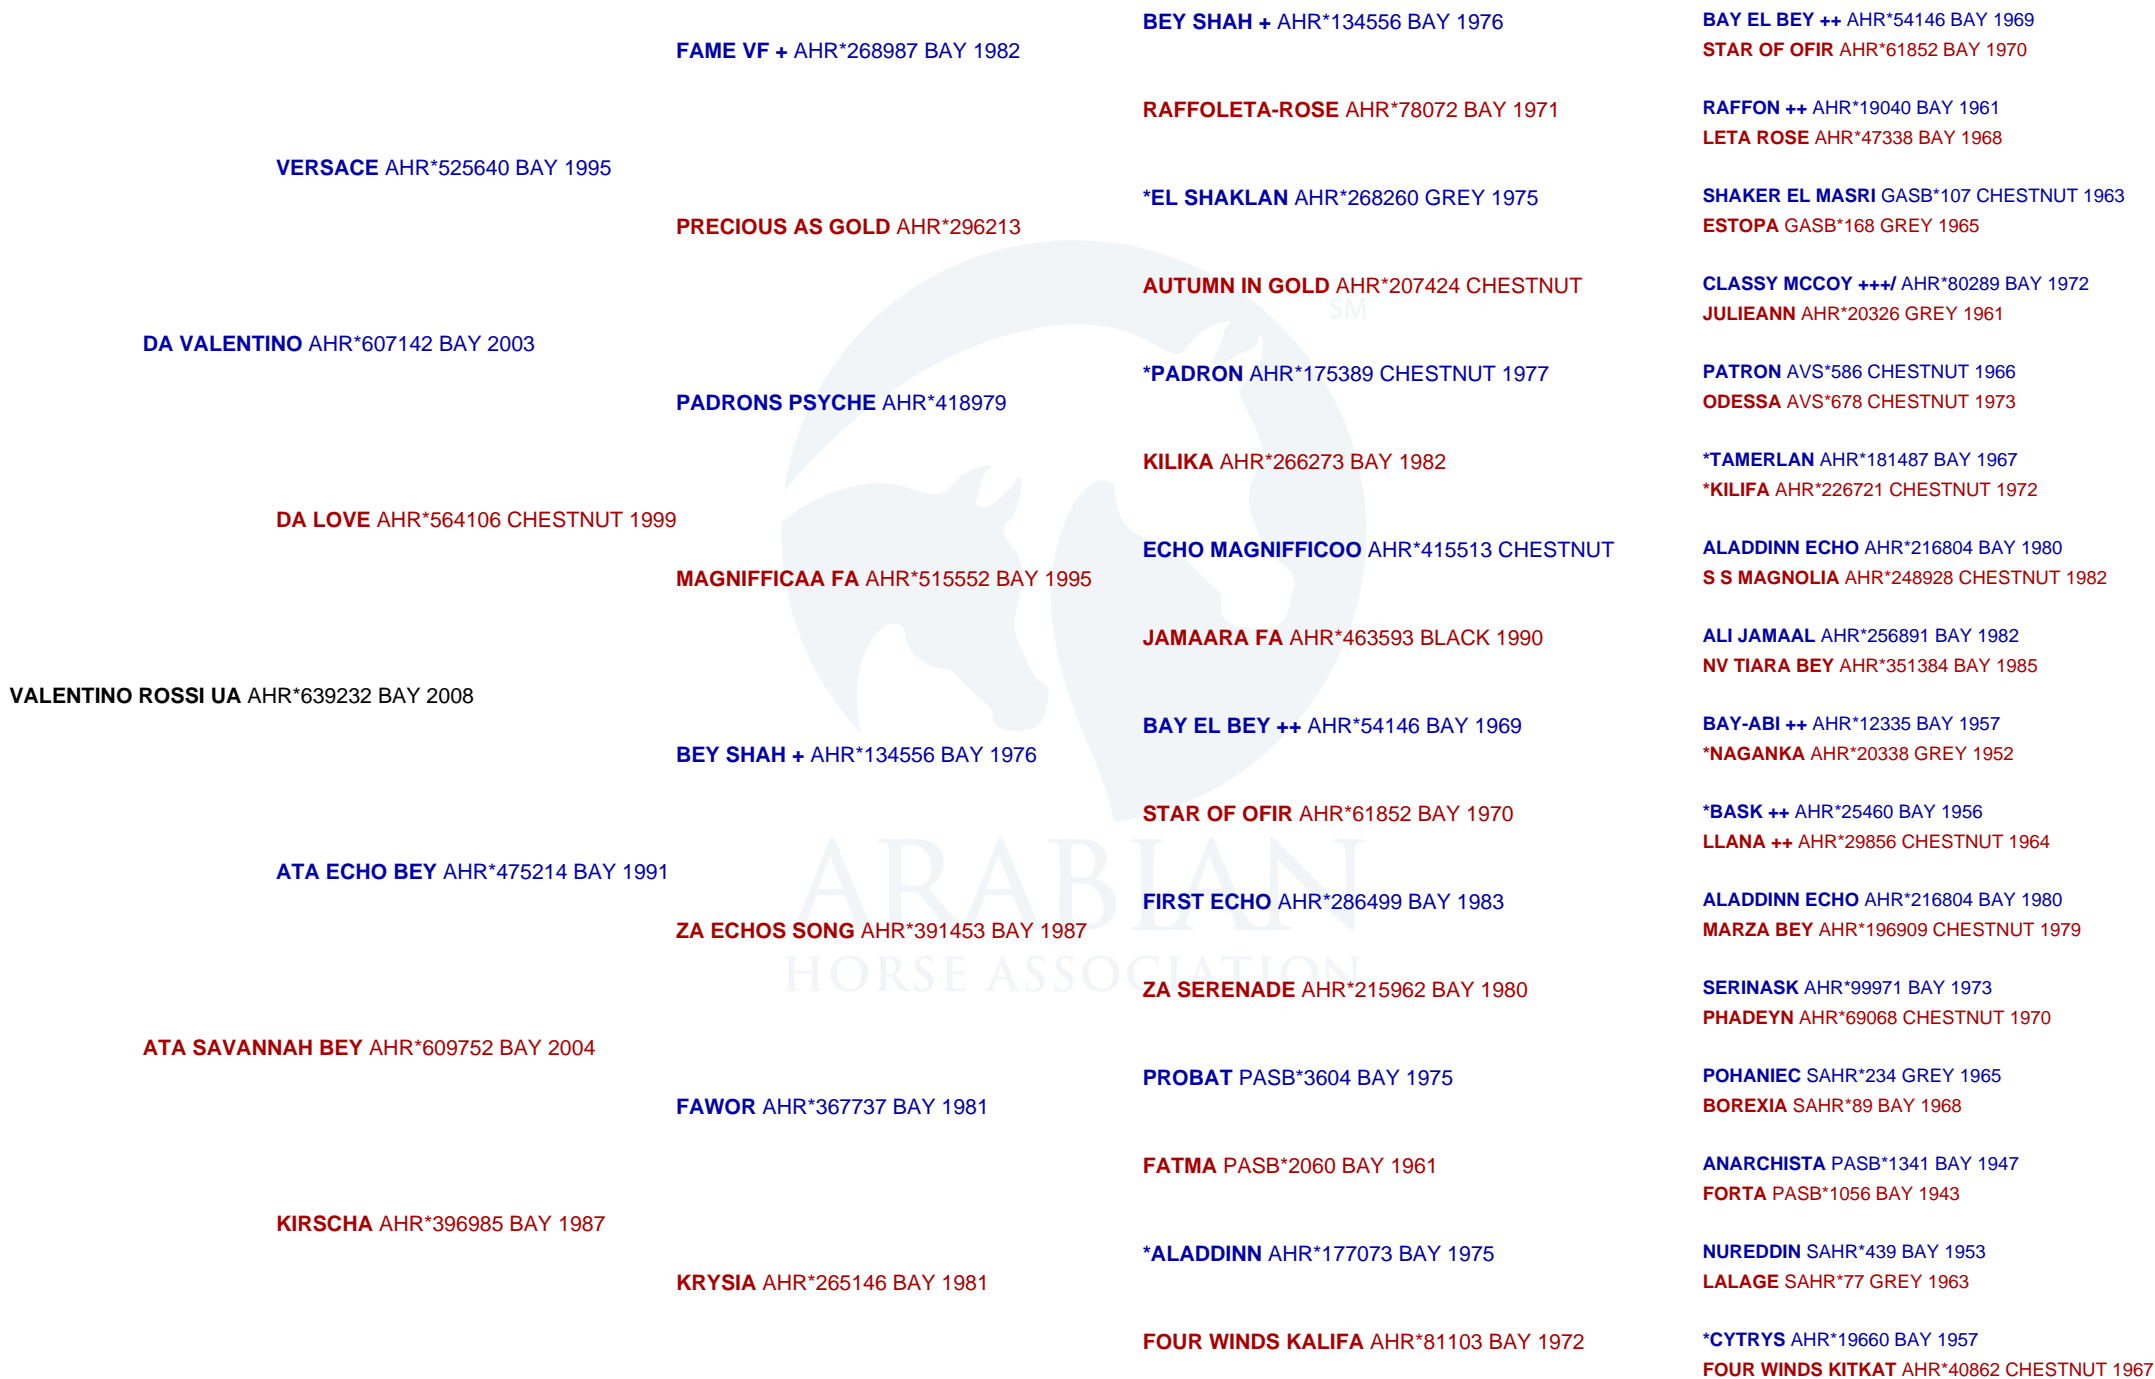 BEY SHAH + AHR*134556 BAY 1976
BAY EL BEY ++ AHR*54146 BAY 1969
FAME VF + AHR*268987 BAY 1982
STAR OF OFIR AHR*61852 BAY 1970
RAFFOLETA-ROSE AHR*78072 BAY 1971
RAFFON ++ AHR*19040 BAY 1961
LETA ROSE AHR*47338 BAY 1968
VERSACE AHR*525640 BAY 1995
*EL SHAKLAN AHR*268260 GREY 1975
SHAKER EL MASRI GASB*107 CHESTNUT 1963
PRECIOUS AS GOLD AHR*296213
ESTOPA GASB*168 GREY 1965
AUTUMN IN GOLD AHR*207424 CHESTNUT
CLASSY MCCOY +++/ AHR*80289 BAY 1972
SM
JULIEANN AHR*20326 GREY 1961
DA VALENTINO AHR*607142 BAY 2003
*PADRON AHR*175389 CHESTNUT 1977
PATRON AVS*586 CHESTNUT 1966
PADRONS PSYCHE AHR*418979
ODESSA AVS*678 CHESTNUT 1973
KILIKA AHR*266273 BAY 1982
*TAMERLAN AHR*181487 BAY 1967
*KILIFA AHR*226721 CHESTNUT 1972
DA LOVE AHR*564106 CHESTNUT 1999
ECHO MAGNIFFICOO AHR*415513 CHESTNUT
ALADDINN ECHO AHR*216804 BAY 1980
MAGNIFFICAA FA AHR*515552 BAY 1995
S S MAGNOLIA AHR*248928 CHESTNUT 1982
JAMAARA FA AHR*463593 BLACK 1990
ALI JAMAAL AHR*256891 BAY 1982
NV TIARA BEY AHR*351384 BAY 1985
VALENTINO ROSSI UA AHR*639232 BAY 2008
BAY EL BEY ++ AHR*54146 BAY 1969
BAY-ABI ++ AHR*12335 BAY 1957
BEY SHAH + AHR*134556 BAY 1976
*NAGANKA AHR*20338 GREY 1952
STAR OF OFIR AHR*61852 BAY 1970
*BASK ++ AHR*25460 BAY 1956
LLANA ++ AHR*29856 CHESTNUT 1964
ATA ECHO BEY AHR*475214 BAY 1991
ARABIAN
FIRST ECHO AHR*286499 BAY 1983
ALADDINN ECHO AHR*216804 BAY 1980
ZA ECHOS SONG AHR*391453 BAY 1987
MARZA BEY AHR*196909 CHESTNUT 1979
HORSE ASSOCIATION
ZA SERENADE AHR*215962 BAY 1980
SERINASK AHR*99971 BAY 1973
PHADEYN AHR*69068 CHESTNUT 1970
ATA SAVANNAH BEY AHR*609752 BAY 2004
PROBAT PASB*3604 BAY 1975
POHANIEC SAHR*234 GREY 1965
FAWOR AHR*367737 BAY 1981
BOREXIA SAHR*89 BAY 1968
FATMA PASB*2060 BAY 1961
ANARCHISTA PASB*1341 BAY 1947
FORTA PASB*1056 BAY 1943
KIRSCHA AHR*396985 BAY 1987
*ALADDINN AHR*177073 BAY 1975
NUREDDIN SAHR*439 BAY 1953
KRYSIA AHR*265146 BAY 1981
LALAGE SAHR*77 GREY 1963
FOUR WINDS KALIFA AHR*81103 BAY 1972
*CYTRYS AHR*19660 BAY 1957
FOUR WINDS KITKAT AHR*40862 CHESTNUT 1967